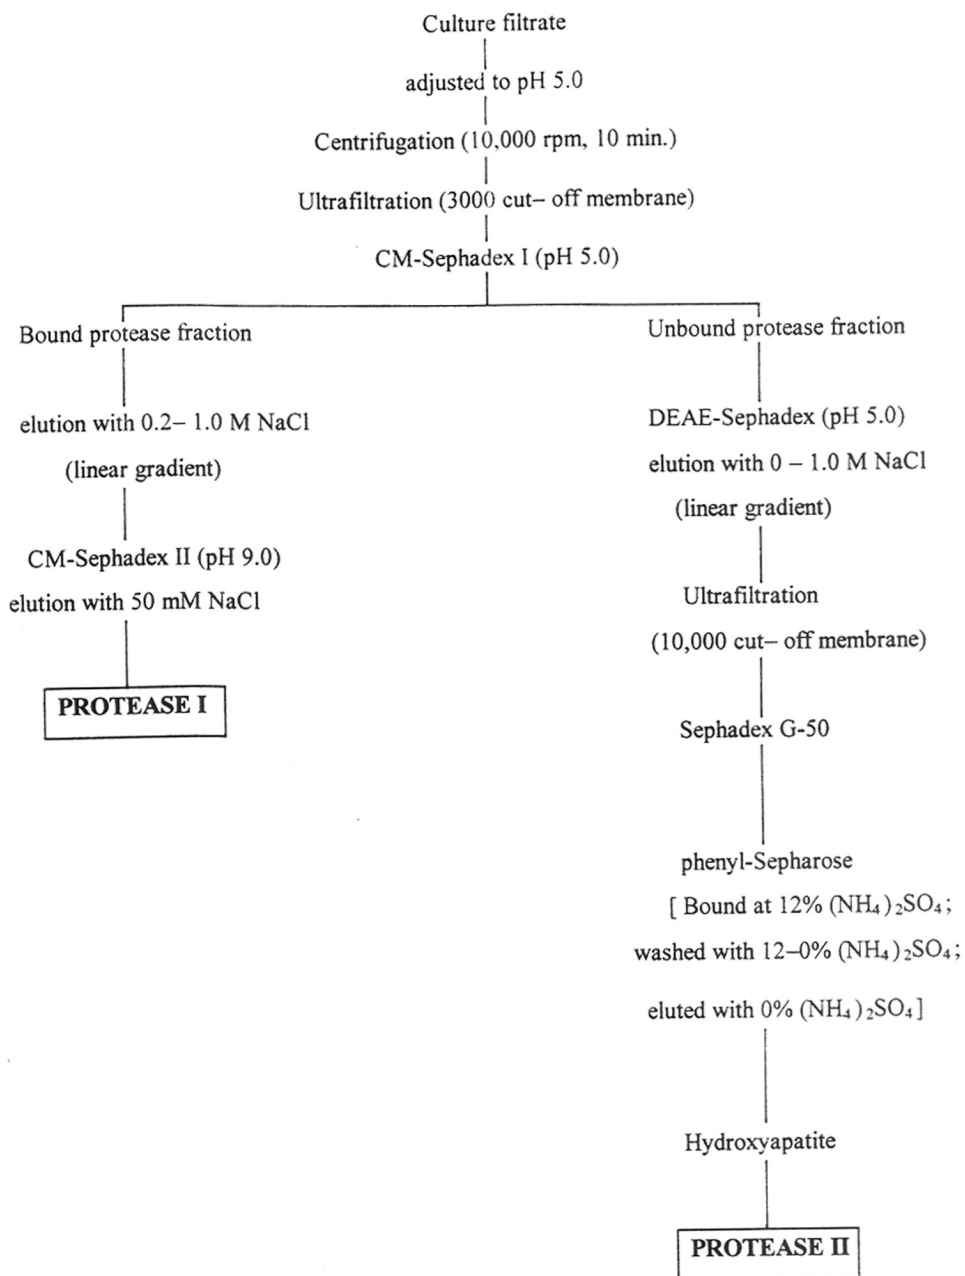 Culture filtrate
adjusted to pH 5.0
Centrifugation (10,000 rpm, 10 min.)
Ultrafiltration (3000 cut– off membrane)
CM-Sephadex I (pH 5.0)
Bound protease fraction
elution with 0.2– 1.0 M NaCl
(linear gradient)
CM-Sephadex II (pH 9.0)
elution with 50 mM NaCl
PROTEASE I
Unbound protease fraction
DEAE-Sephadex (pH 5.0)
elution with 0 – 1.0 M NaCl
(linear gradient)
Ultrafiltration
(10,000 cut– off membrane)
Sephadex G-50
phenyl-Sepharose
[ Bound at 12% (NH₄)₂SO₄;
washed with 12–0% (NH₄)₂SO₄;
eluted with 0% (NH₄)₂SO₄]
Hydroxyapatite
PROTEASE II